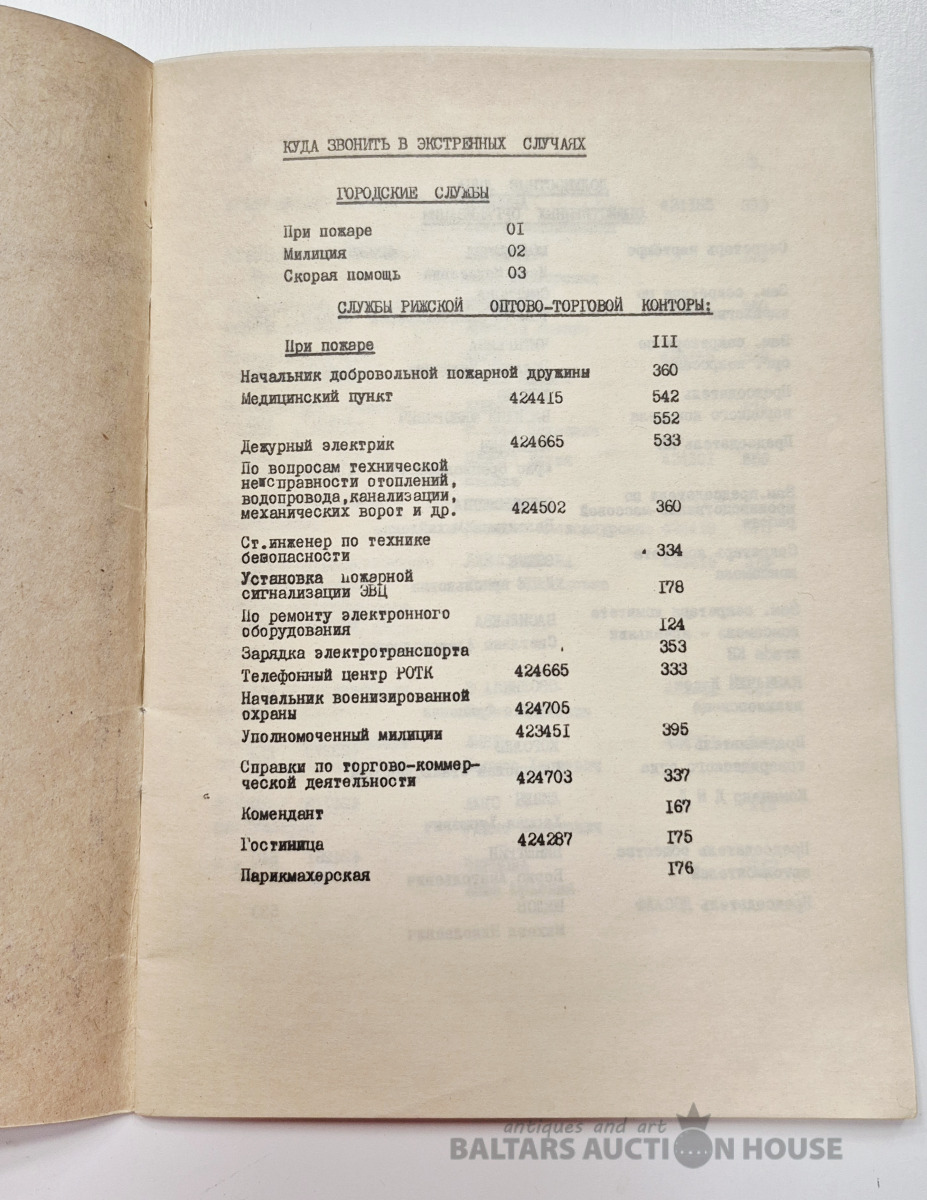 КУДА ЗВОНИТЬ В ЭКСТРЕННЫХ СЛУЧАЯХ
ГОРОДСКИЕ СЛУЖБЫ
При пожаре 01
Милиция 02
Скорая помощь 03
СЛУЖБЫ РИЖСКОЙ ОПТОВО-ТОРГОВОЙ КОНТОРЫ:
При пожаре III
Начальник добровольной пожарной дружины 360
Медицинский пункт 424415 542
552
Дежурный электрик 424665 533
По вопросам технической
неисправности отоплений,
водопровода,канализации,
механических ворот и др. 424502 360
Ст.инженер по технике
безопасности 334
Установка пожарной
сигнализации ЭВЦ I78
По ремонту электронного
оборудования I24
Зарядка электротранспорта 353
Телефонный центр РОТК 424665 333
Начальник военизированной
охраны 424705
Уполномоченный милиции 42345I 395
Справки по торгово-коммер-
ческой деятельности 424703 337
Комендант I67
Гостиница 424287 I75
Парикмахерская I76
antiques and art
BALTARS AUCTION HOUSE